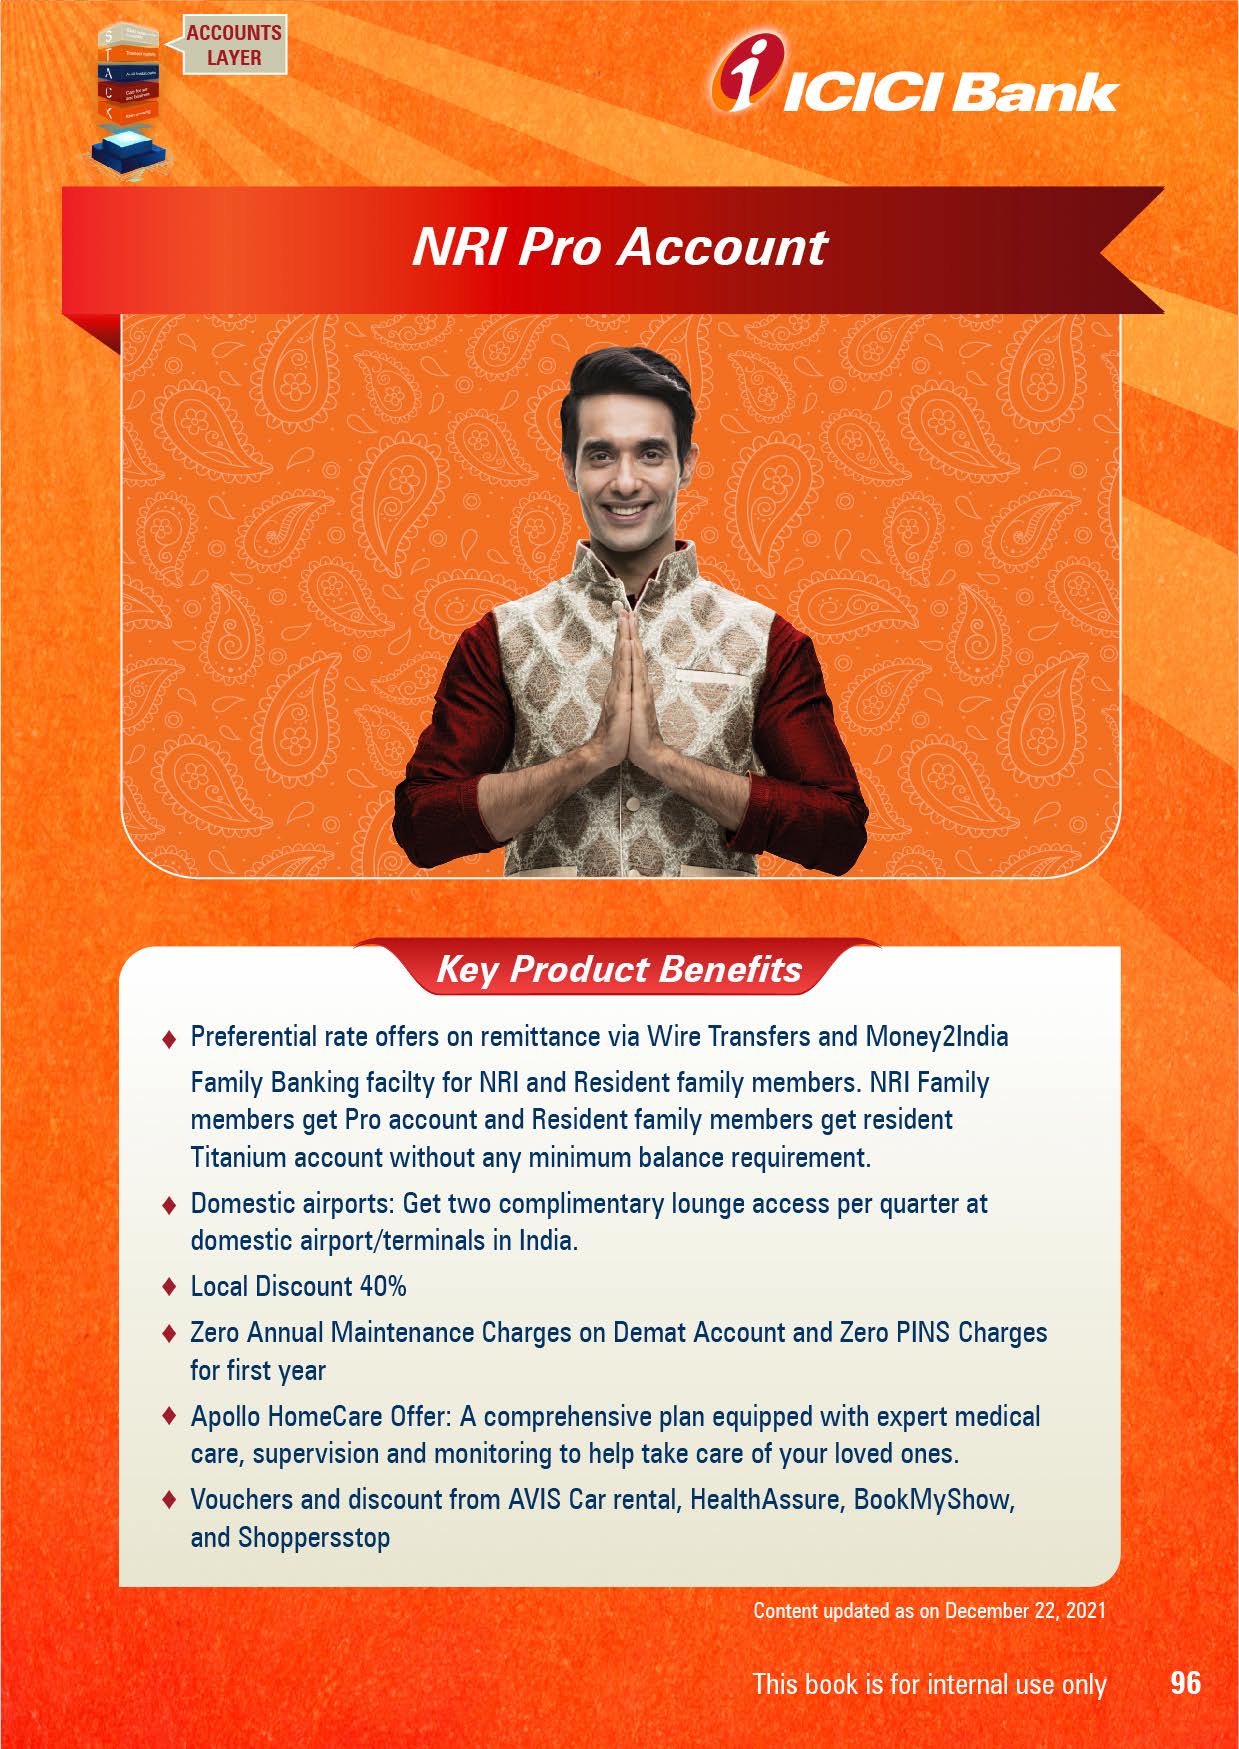 ACCOUNTS
LAYER
S
T
A
C
K
ICICI Bank
NRI Pro Account
Key Product Benefits
♦ Preferential rate offers on remittance via Wire Transfers and Money2India
Family Banking facilty for NRI and Resident family members. NRI Family
members get Pro account and Resident family members get resident
Titanium account without any minimum balance requirement.
♦ Domestic airports: Get two complimentary lounge access per quarter at
domestic airport/terminals in India.
♦ Local Discount 40%
♦ Zero Annual Maintenance Charges on Demat Account and Zero PINS Charges
for first year
♦ Apollo HomeCare Offer: A comprehensive plan equipped with expert medical
care, supervision and monitoring to help take care of your loved ones.
♦ Vouchers and discount from AVIS Car rental, HealthAssure, BookMyShow,
and Shoppersstop
Content updated as on December 22, 2021
This book is for internal use only 96